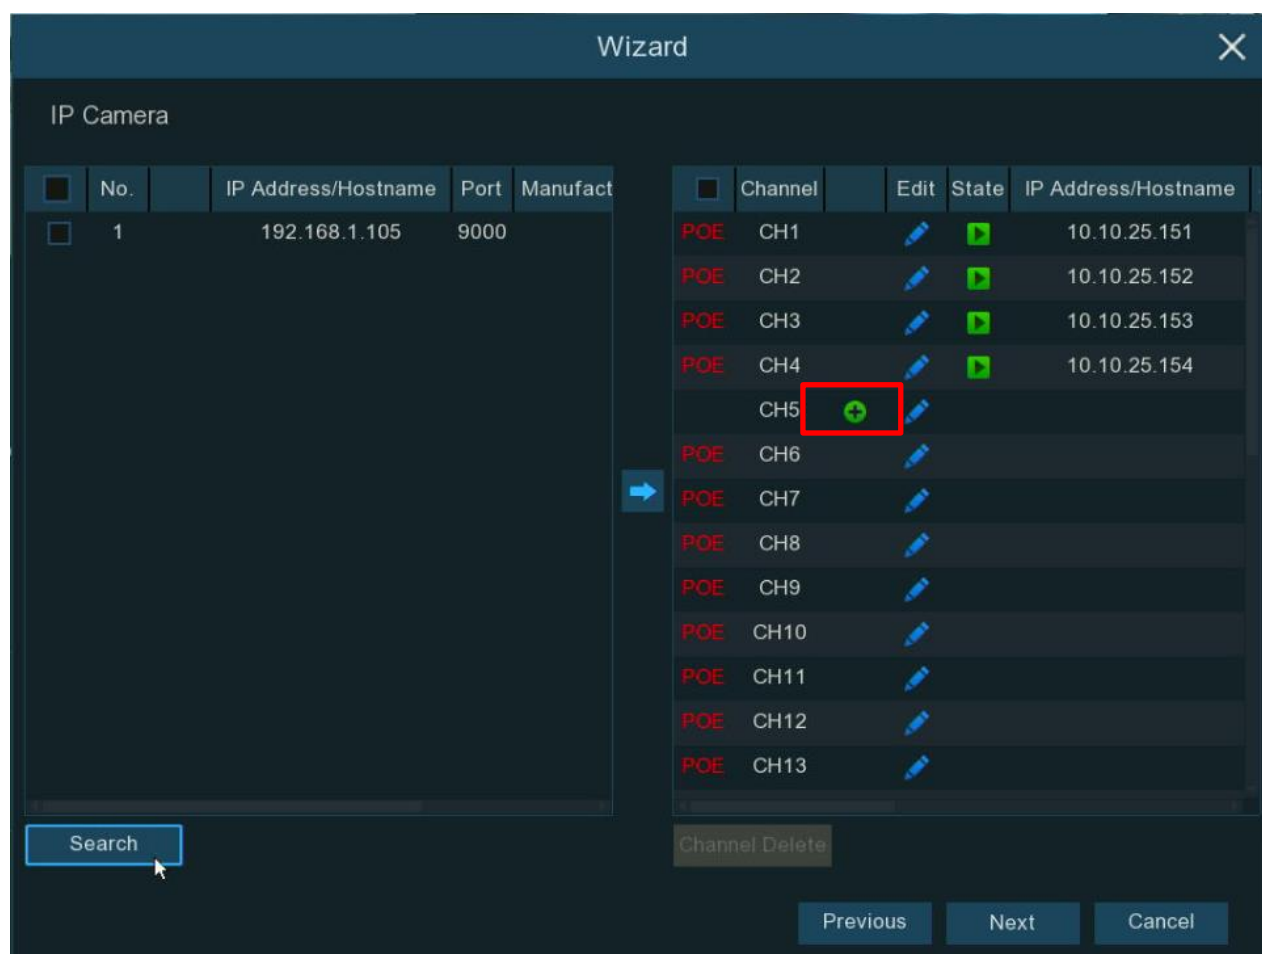 Wizard
IP Camera
No. IP Address/Hostname Port Manufact
1 192.168.1.105 9000
Channel Edit State IP Address/Hostname
POE CH1 10.10.25.151
POE CH2 10.10.25.152
POE CH3 10.10.25.153
POE CH4 10.10.25.154
CH5
POE CH6
POE CH7
POE CH8
POE CH9
POE CH10
POE CH11
POE CH12
POE CH13
Search
Channel Delete
Previous Next Cancel